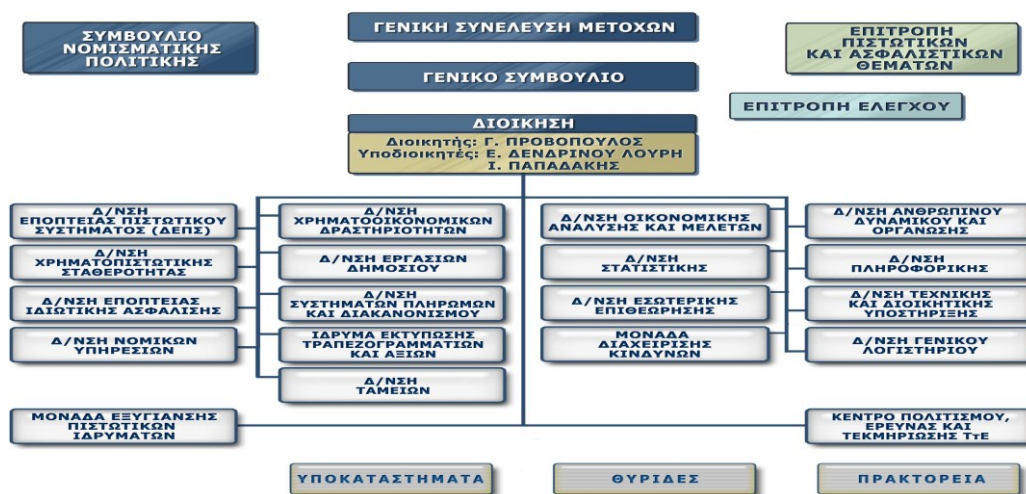 ΣΥΜΒΟΥΛΙΟ
ΝΟΜΙΣΜΑΤΙΚΗΣ
ΠΟΛΙΤΙΚΗΣ
ΓΕΝΙΚΗ ΣΥΝΕΛΕΥΣΗ ΜΕΤΟΧΩΝ
ΓΕΝΙΚΟ ΣΥΜΒΟΥΛΙΟ
ΕΠΙΤΡΟΠΗ
ΠΙΣΤΩΤΙΚΩΝ
ΚΑΙ ΑΣΦΑΛΙΣΤΙΚΩΝ
ΘΕΜΑΤΩΝ
ΕΠΙΤΡΟΠΗ ΕΛΕΓΧΟΥ
ΔΙΟΙΚΗΣΗ
Διοικητής: Γ. ΠΡΟΒΟΠΟΥΛΟΣ
Υποδιοικητές: Ε. ΔΕΝΔΡΙΝΟΥ ΛΟΥΡΗ
Ι. ΠΑΠΑΔΑΚΗΣ
Δ/ΝΣΗ
ΕΠΟΠΤΕΙΑΣ ΠΙΣΤΩΤΙΚΟΥ
ΣΥΣΤΗΜΑΤΟΣ (ΔΕΠΣ)
Δ/ΝΣΗ
ΧΡΗΜΑΤΟΠΙΣΤΩΤΙΚΗΣ
ΣΤΑΘΕΡΟΤΗΤΑΣ
Δ/ΝΣΗ ΕΠΟΠΤΕΙΑΣ
ΙΔΙΩΤΙΚΗΣ ΑΣΦΑΛΙΣΗΣ
Δ/ΝΣΗ ΝΟΜΙΚΩΝ
ΥΠΗΡΕΣΙΩΝ
Δ/ΝΣΗ
ΧΡΗΜΑΤΟΟΙΚΟΝΟΜΙΚΩΝ
ΔΡΑΣΤΗΡΙΟΤΗΤΩΝ
Δ/ΝΣΗ ΕΡΓΑΣΙΩΝ
ΔΗΜΟΣΙΟΥ
Δ/ΝΣΗ
ΣΥΣΤΗΜΑΤΩΝ ΠΛΗΡΩΜΩΝ
ΚΑΙ ΔΙΑΚΑΝΟΝΙΣΜΟΥ
ΙΔΡΥΜΑ ΕΚΤΥΠΩΣΗΣ
ΤΡΑΠΕΖΟΓΡΑΜΜΑΤΙΩΝ
ΚΑΙ ΑΞΙΩΝ
Δ/ΝΣΗ
ΤΑΜΕΙΩΝ
Δ/ΝΣΗ ΟΙΚΟΝΟΜΙΚΗΣ
ΑΝΑΛΥΣΗΣ ΚΑΙ ΜΕΛΕΤΩΝ
Δ/ΝΣΗ
ΣΤΑΤΙΣΤΙΚΗΣ
Δ/ΝΣΗ ΕΣΩΤΕΡΙΚΗΣ
ΕΠΙΘΕΩΡΗΣΗΣ
ΜΟΝΑΔΑ
ΔΙΑΧΕΙΡΙΣΗΣ
ΚΙΝΔΥΝΩΝ
Δ/ΝΣΗ ΑΝΘΡΩΠΙΝΟΥ
ΔΥΝΑΜΙΚΟΥ ΚΑΙ
ΟΡΓΑΝΩΣΗΣ
Δ/ΝΣΗ
ΠΛΗΡΟΦΟΡΙΚΗΣ
Δ/ΝΣΗ ΤΕΧΝΙΚΗΣ
ΚΑΙ ΔΙΟΙΚΗΤΙΚΗΣ
ΥΠΟΣΤΗΡΙΞΗΣ
Δ/ΝΣΗ ΓΕΝΙΚΟΥ
ΛΟΓΙΣΤΗΡΙΟΥ
ΜΟΝΑΔΑ ΕΞΥΓΙΑΝΣΗΣ
ΠΙΣΤΩΤΙΚΩΝ
ΙΔΡΥΜΑΤΩΝ
ΚΕΝΤΡΟ ΠΟΛΙΤΙΣΜΟΥ,
ΕΡΕΥΝΑΣ ΚΑΙ
ΤΕΚΜΗΡΙΩΣΗΣ ΤτΕ
ΥΠΟΚΑΤΑΣΤΗΜΑΤΑ
ΘΥΡΙΔΕΣ
ΠΡΑΚΤΟΡΕΙΑ